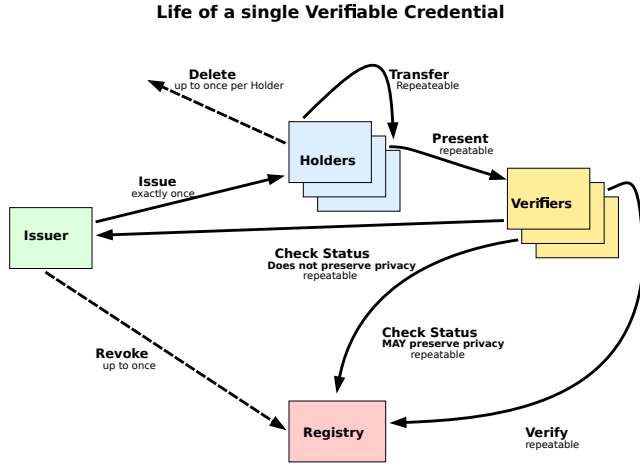 Life of a single Verifiable Credential
Delete
up to once per Holder
Transfer
Repeateable
Holders
Present
repeatable
Issue
exactly once
Verifiers
Issuer
Check Status
Does not preserve privacy
repeatable
Check Status
MAY preserve privacy
repeatable
Revoke
up to once
Registry
Verify
repeatable